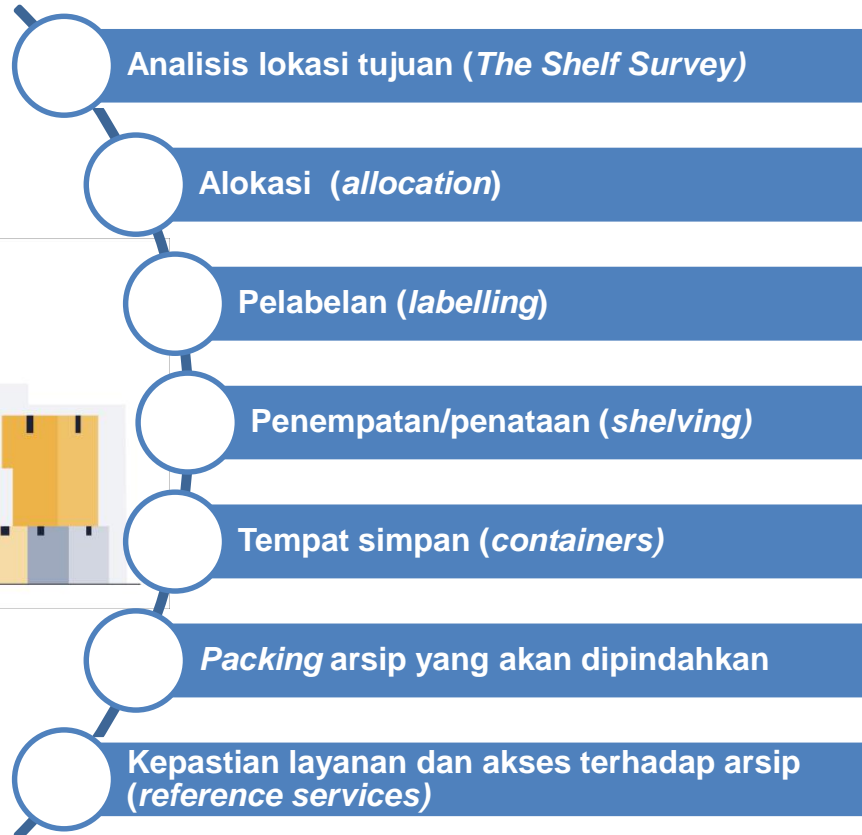 Analisis lokasi tujuan (The Shelf Survey)
Alokasi (allocation)
Pelabelan (labelling)
Penempatan/penataan (shelving)
Tempat simpan (containers)
Packing arsip yang akan dipindahkan
Kepastian layanan dan akses terhadap arsip
(reference services)